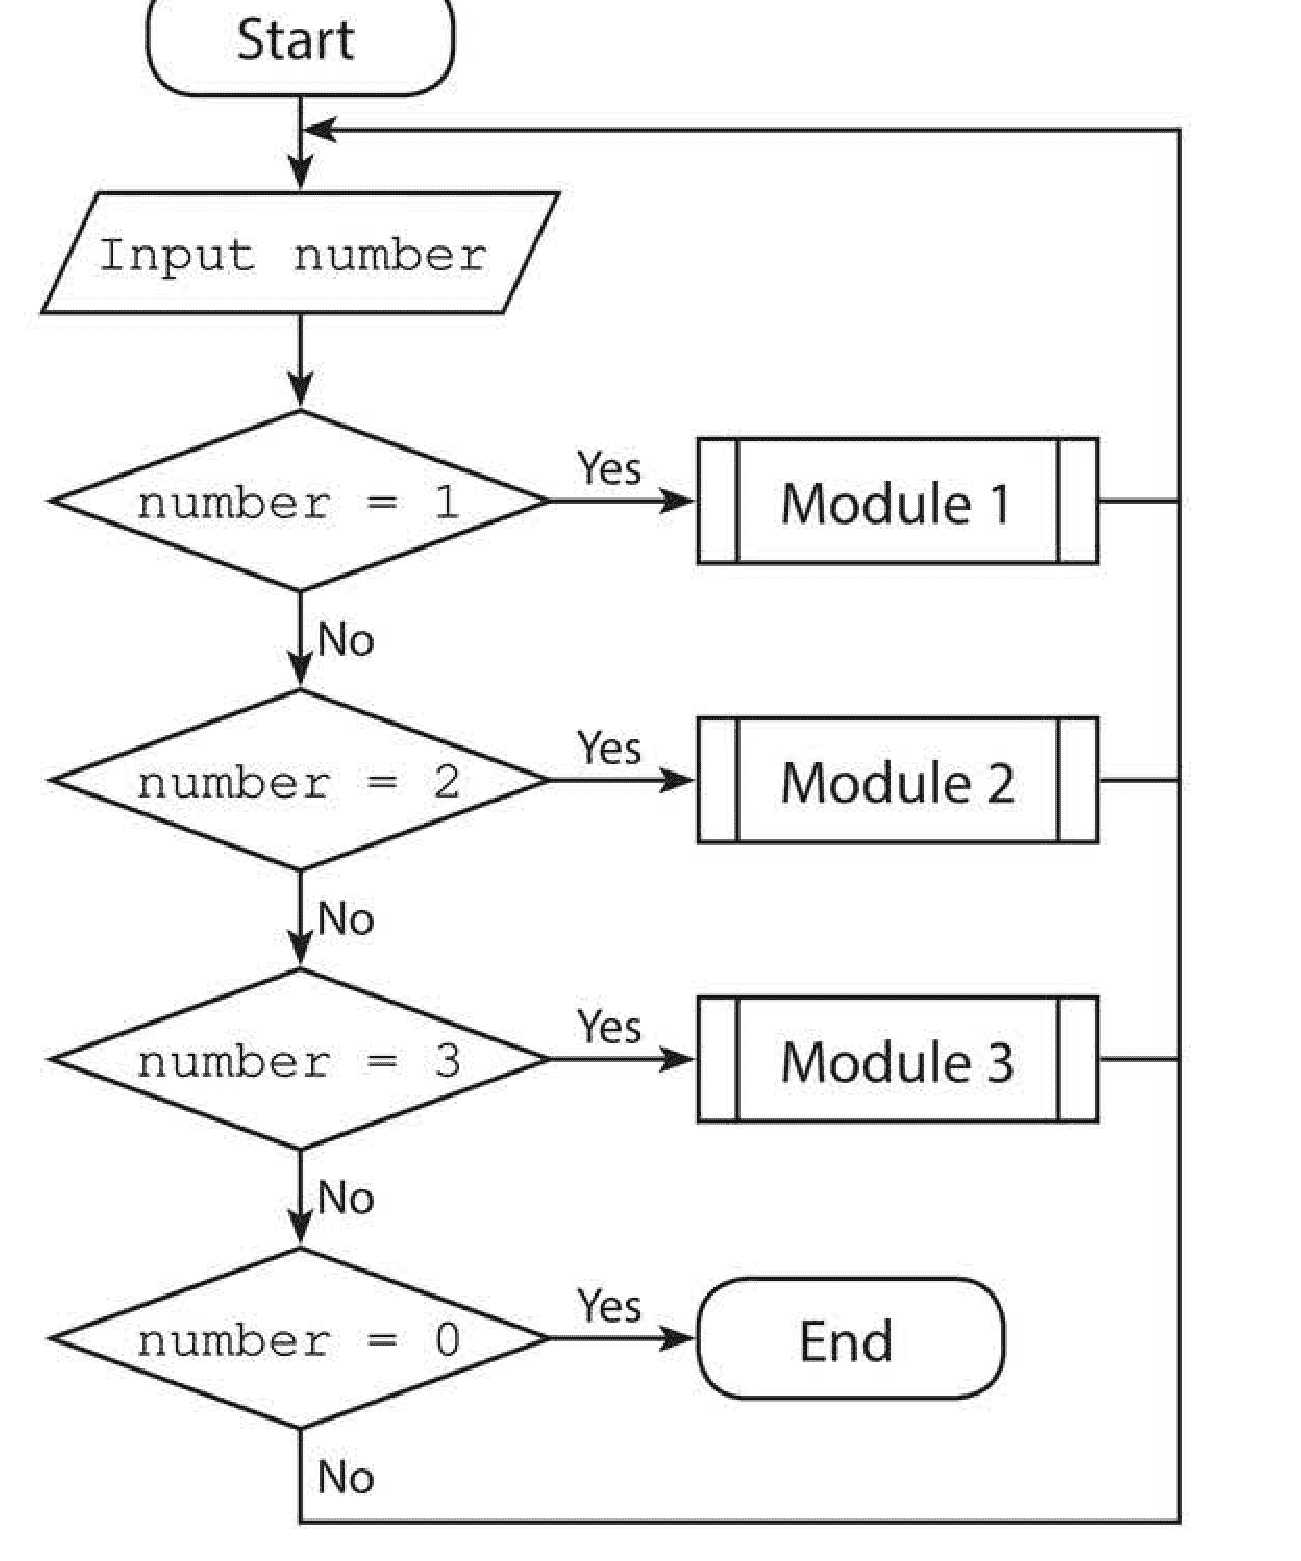 Start
Input number
number = 1
Yes
Module 1
No
number = 2
Yes
Module 2
No
number = 3
Yes
Module 3
No
number = 0
Yes
End
No